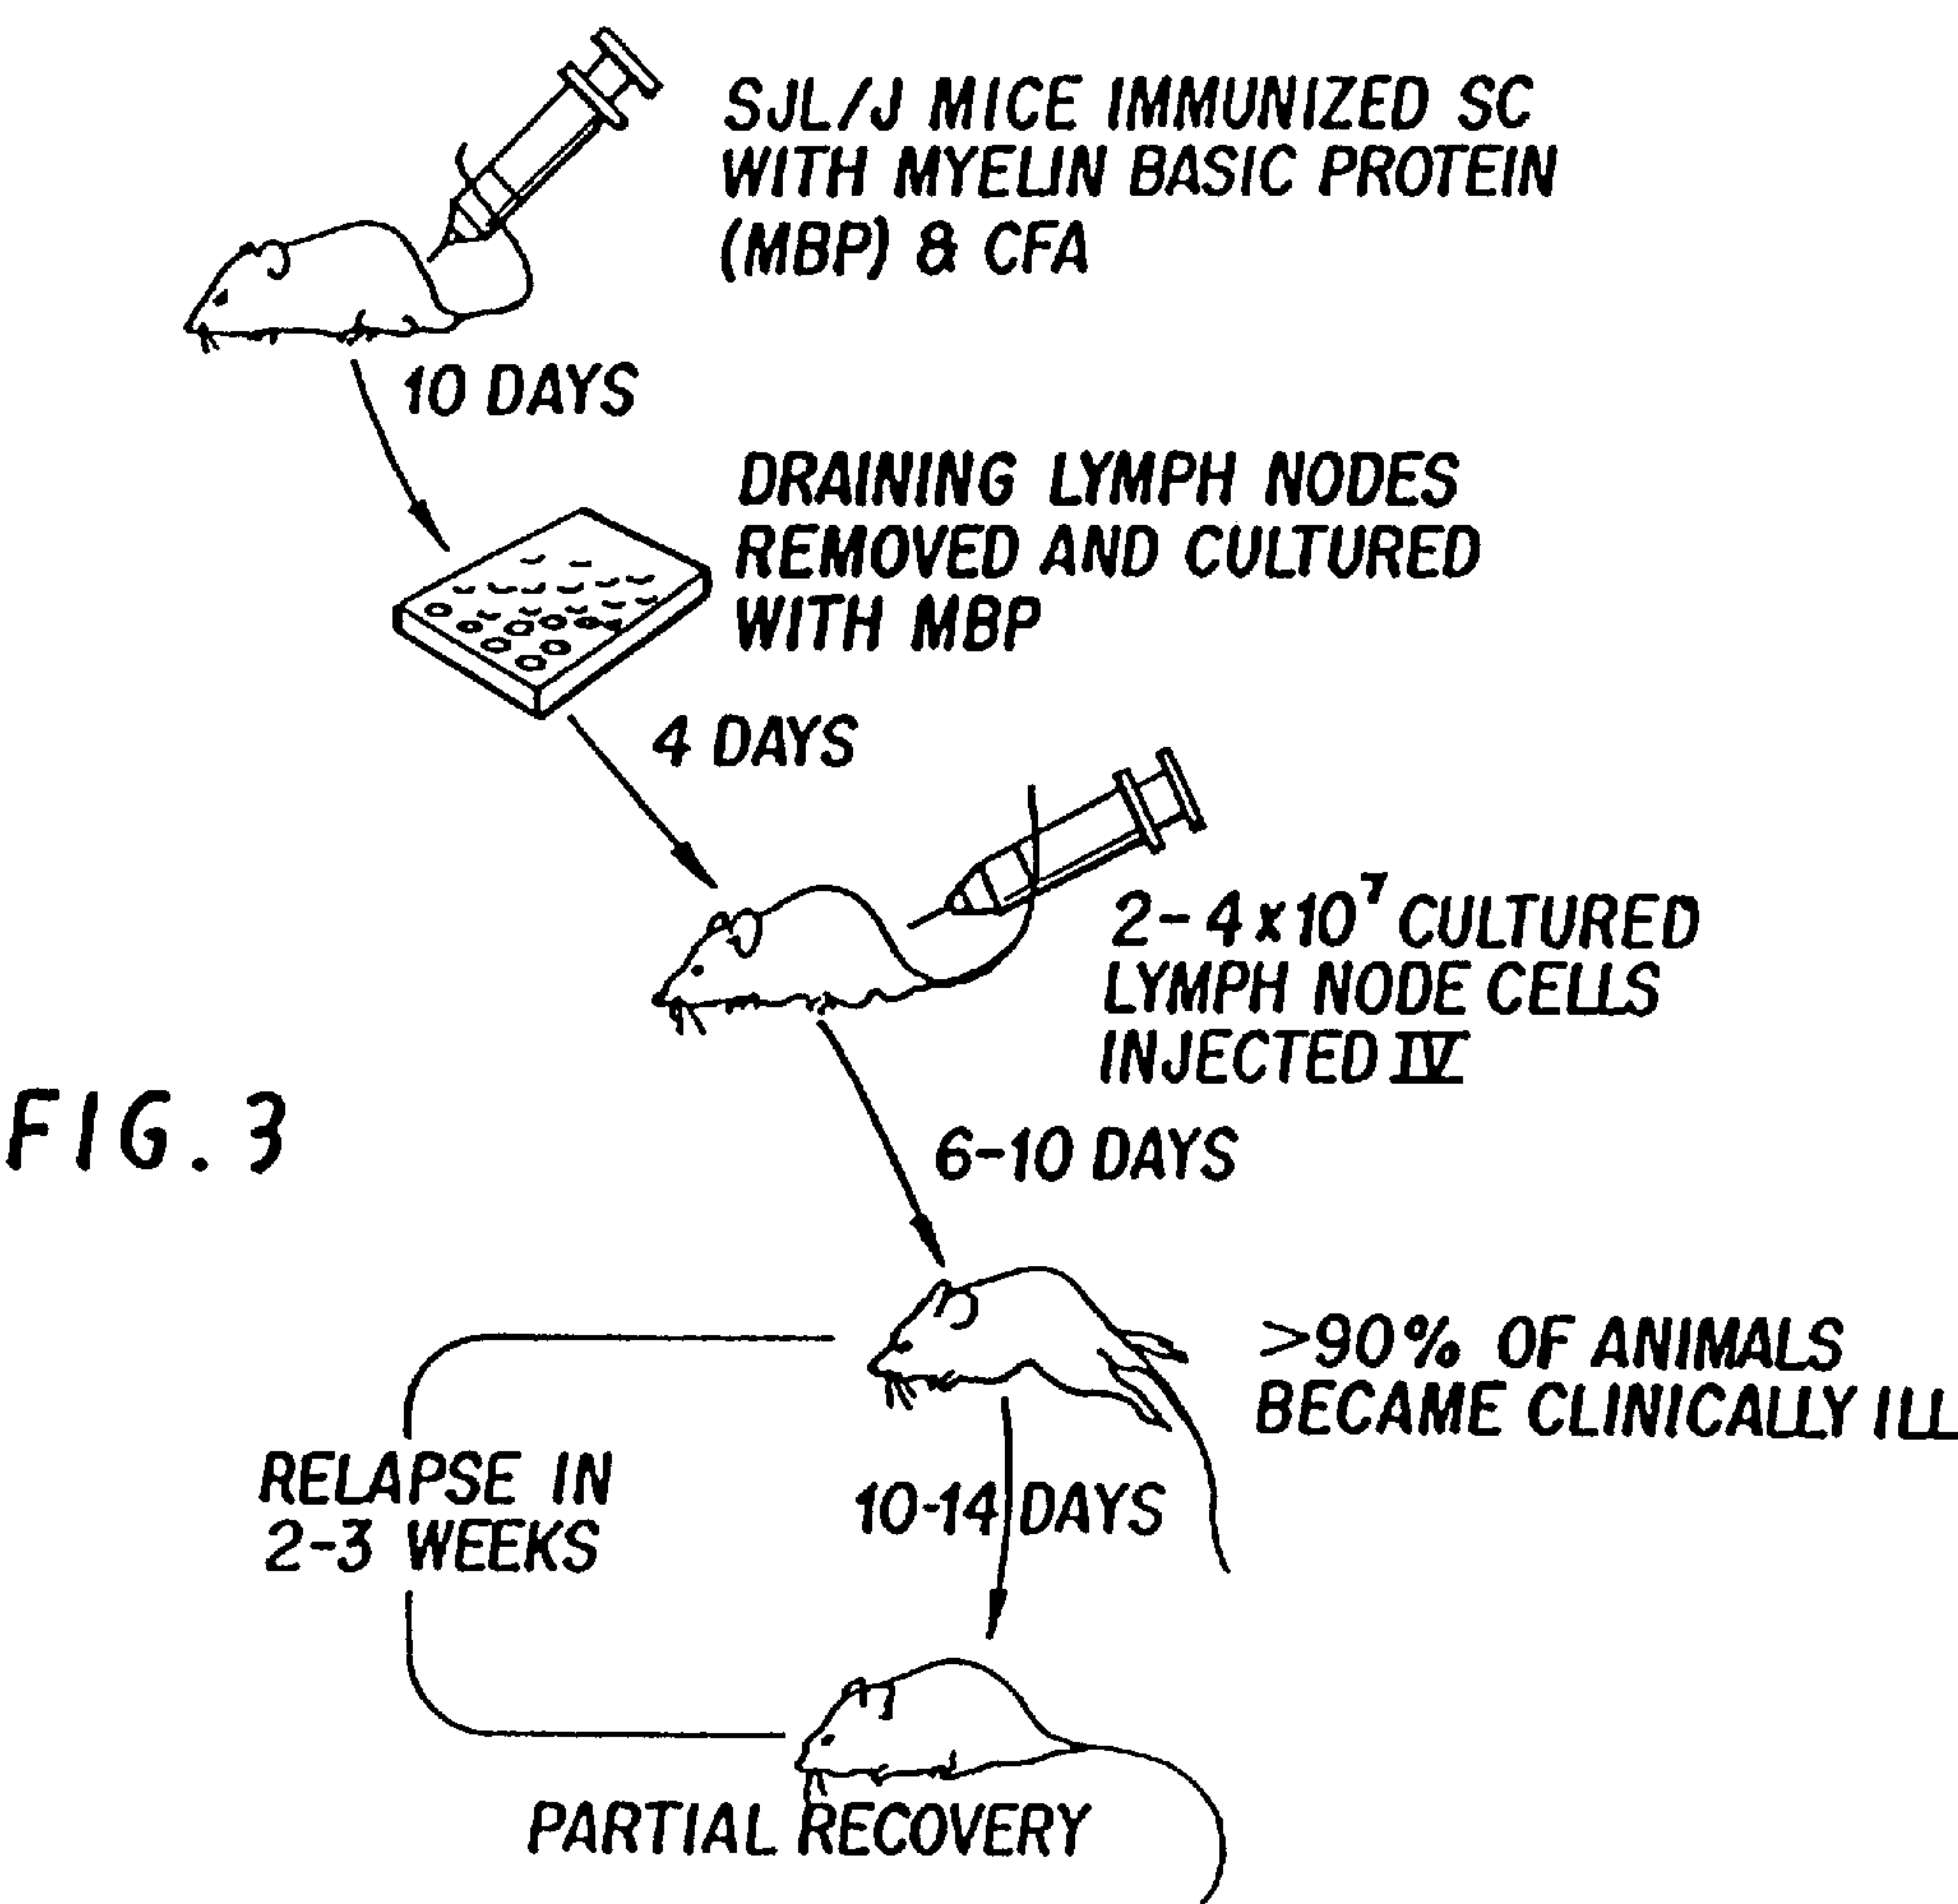 SJL/J MICE IMMUNIZED SC
WITH MYELIN BASIC PROTEIN
(MBP) & CFA
10 DAYS
DRAINING LYMPH NODES
REMOVED AND CULTURED
WITH MBP
4 DAYS
2-4x10⁷ CULTURED
LYMPH NODE CELLS
INJECTED IV
FIG. 3
6-10 DAYS
>90% OF ANIMALS
BECAME CLINICALLY ILL
RELAPSE IN
2-3 WEEKS
10-14 DAYS
PARTIAL RECOVERY